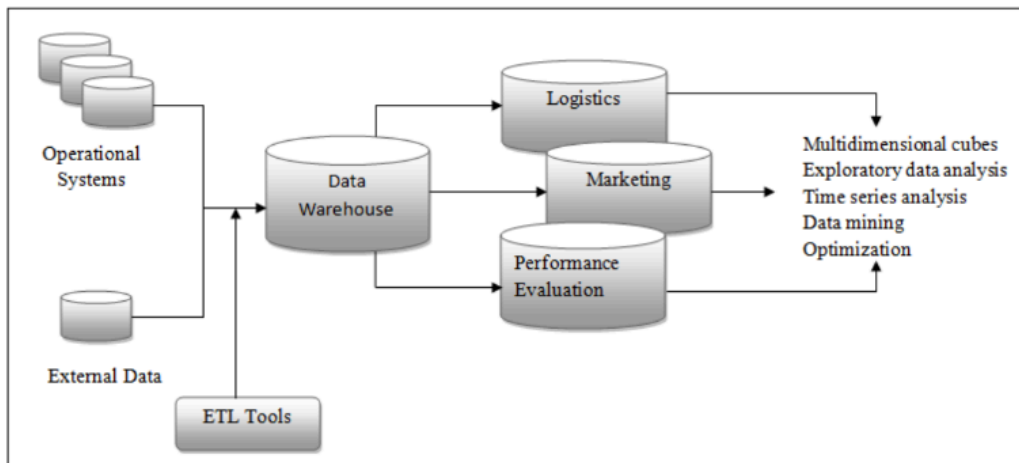 Operational
Systems
External Data
ETL Tools
Data
Warehouse
Logistics
Marketing
Performance
Evaluation
Multidimensional cubes
Exploratory data analysis
Time series analysis
Data mining
Optimization